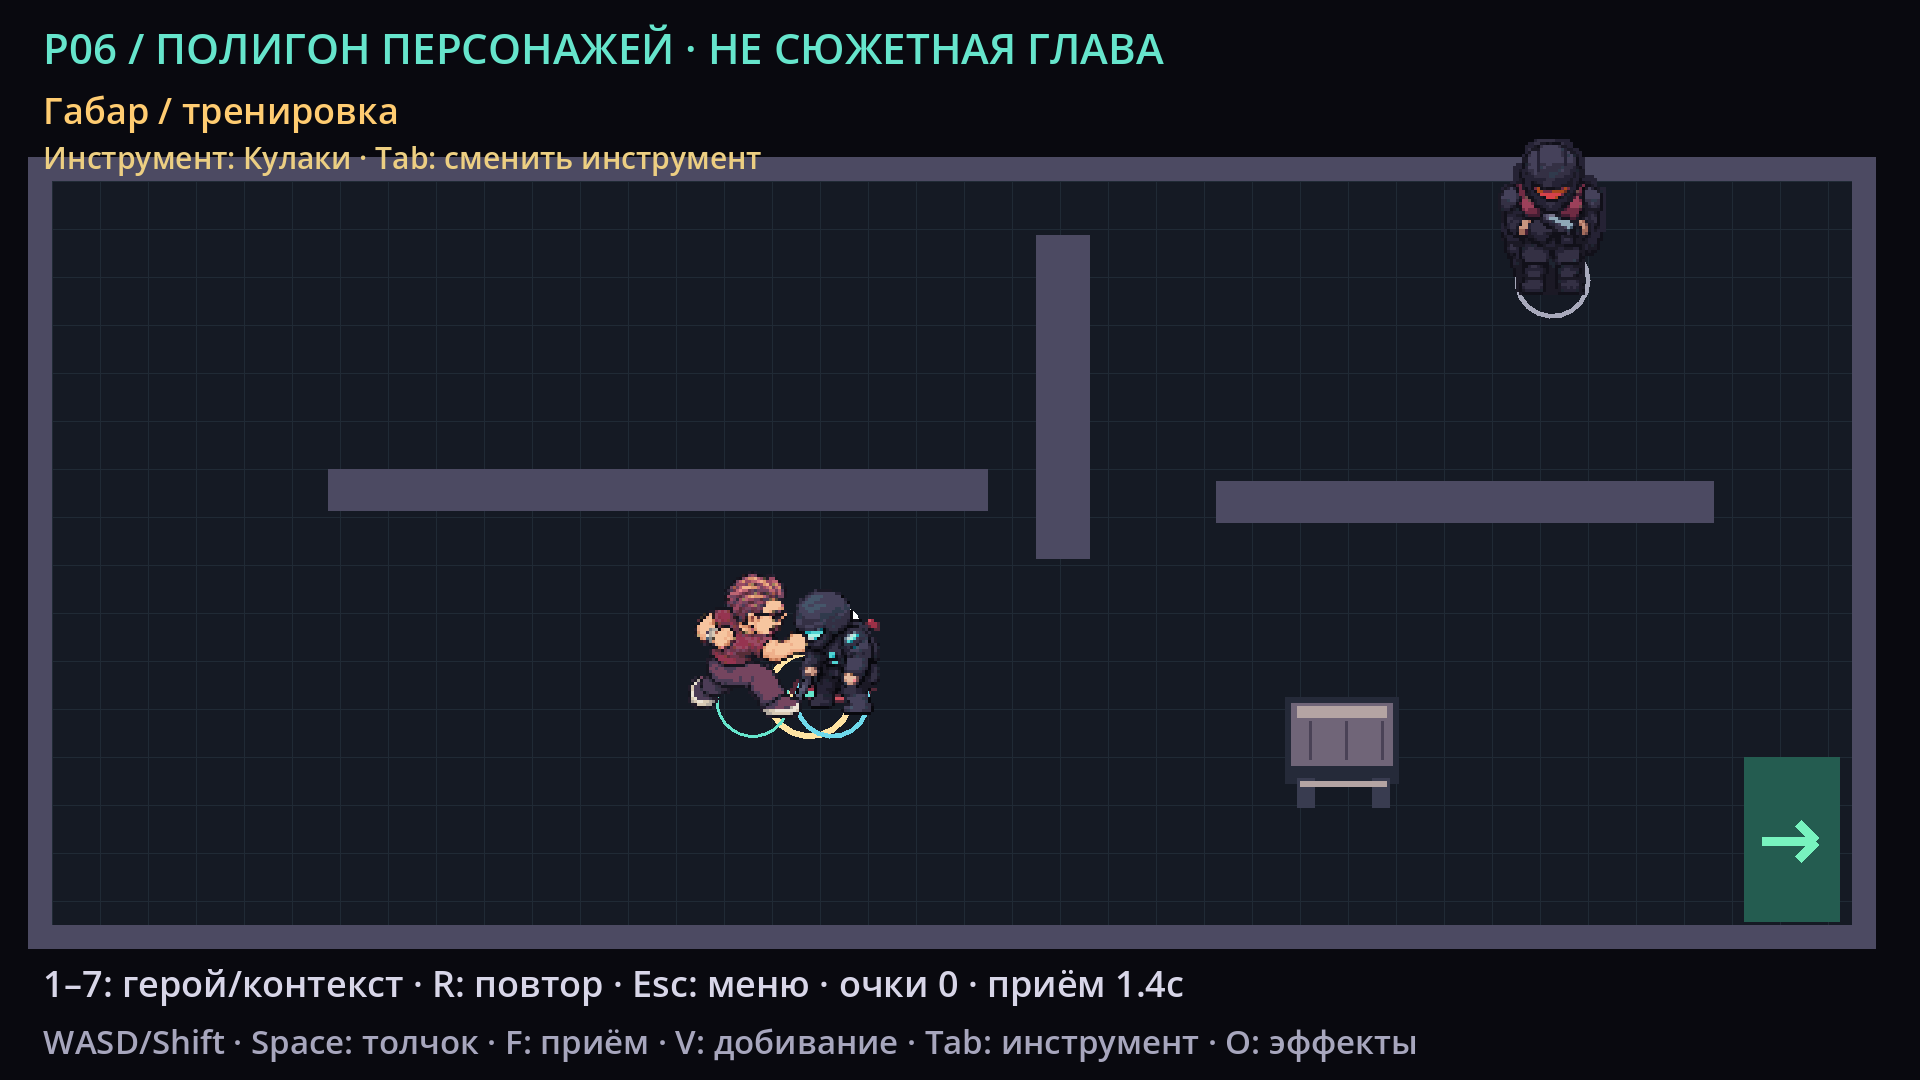 P06 / ПОЛИГОН ПЕРСОНАЖЕЙ · НЕ СЮЖЕТНАЯ ГЛАВА
Габар / тренировка
Инструмент: Кулаки · Tab: сменить инструмент
1–7: герой/контекст · R: повтор · Esc: меню · очки 0 · приём 1.4с
WASD/Shift · Space: толчок · F: приём · V: добивание · Tab: инструмент · O: эффекты